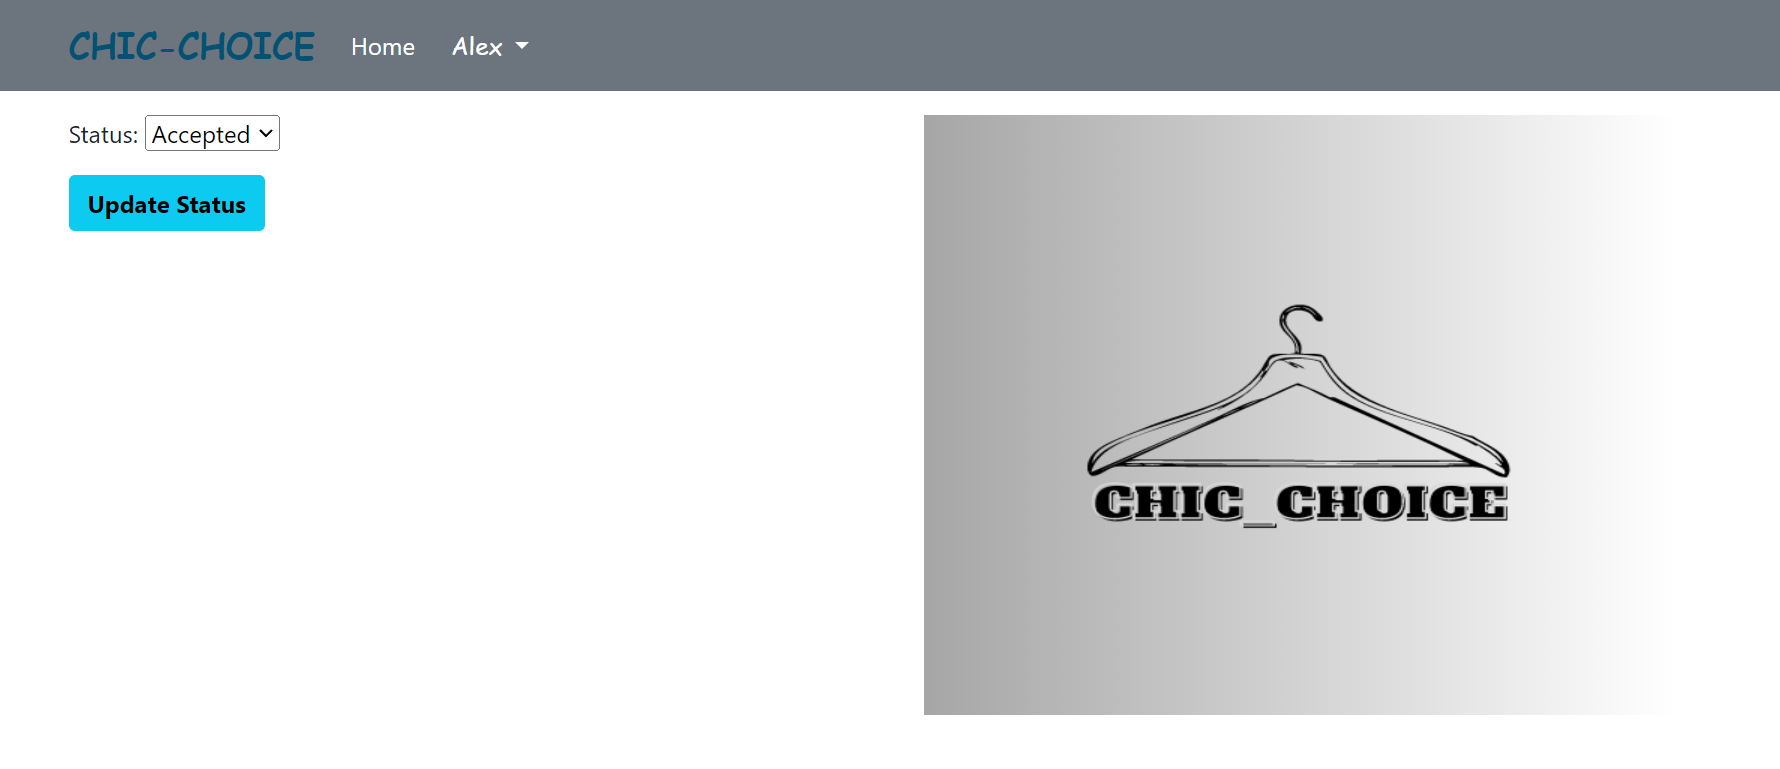 CHIC-CHOICE Home Alex
Status: Accepted
Update Status
CHIC_CHOICE